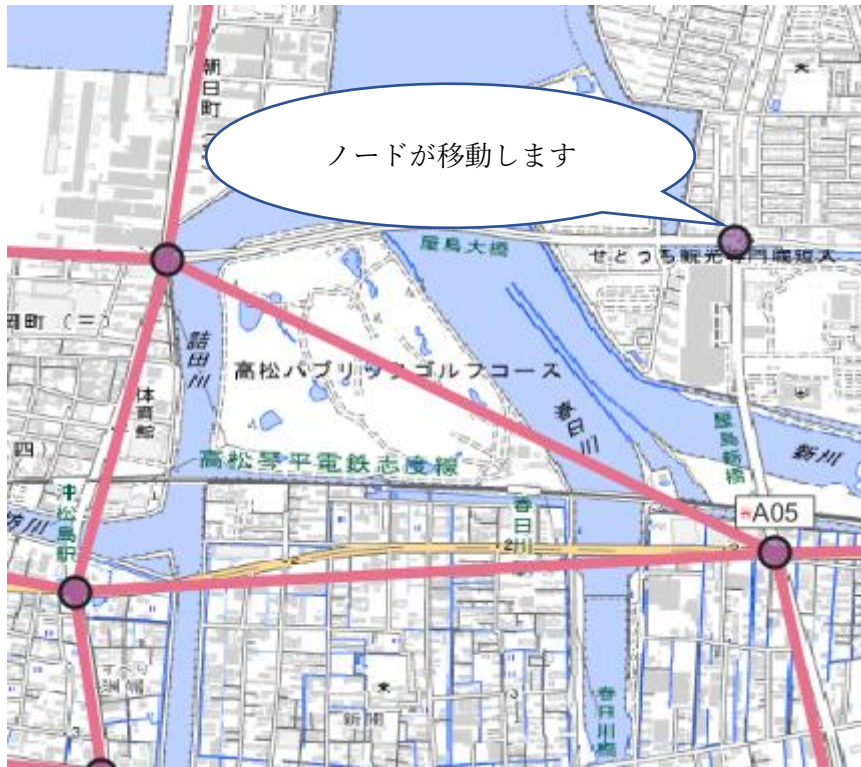 朝日町
ノードが移動します
屋島大橋
せとうち観光専門職短大
詰田川
高松パブリックゴルフコース
体育館
春日川
屋島新橋
新川
高松琴平電鉄志度線
沖松島駅
春日川
A05
新開
春日川橋